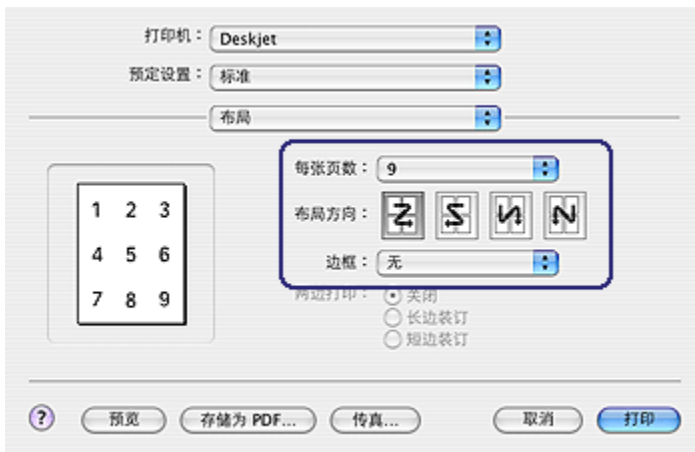 打印机： Deskjet
预定设置： 标准
布局
每张页数： 9
布局方向：
边框： 无
两边打印： 关闭
长边装订
短边装订
1 2 3
4 5 6
7 8 9
? 预览 存储为 PDF... 传真... 取消 打印